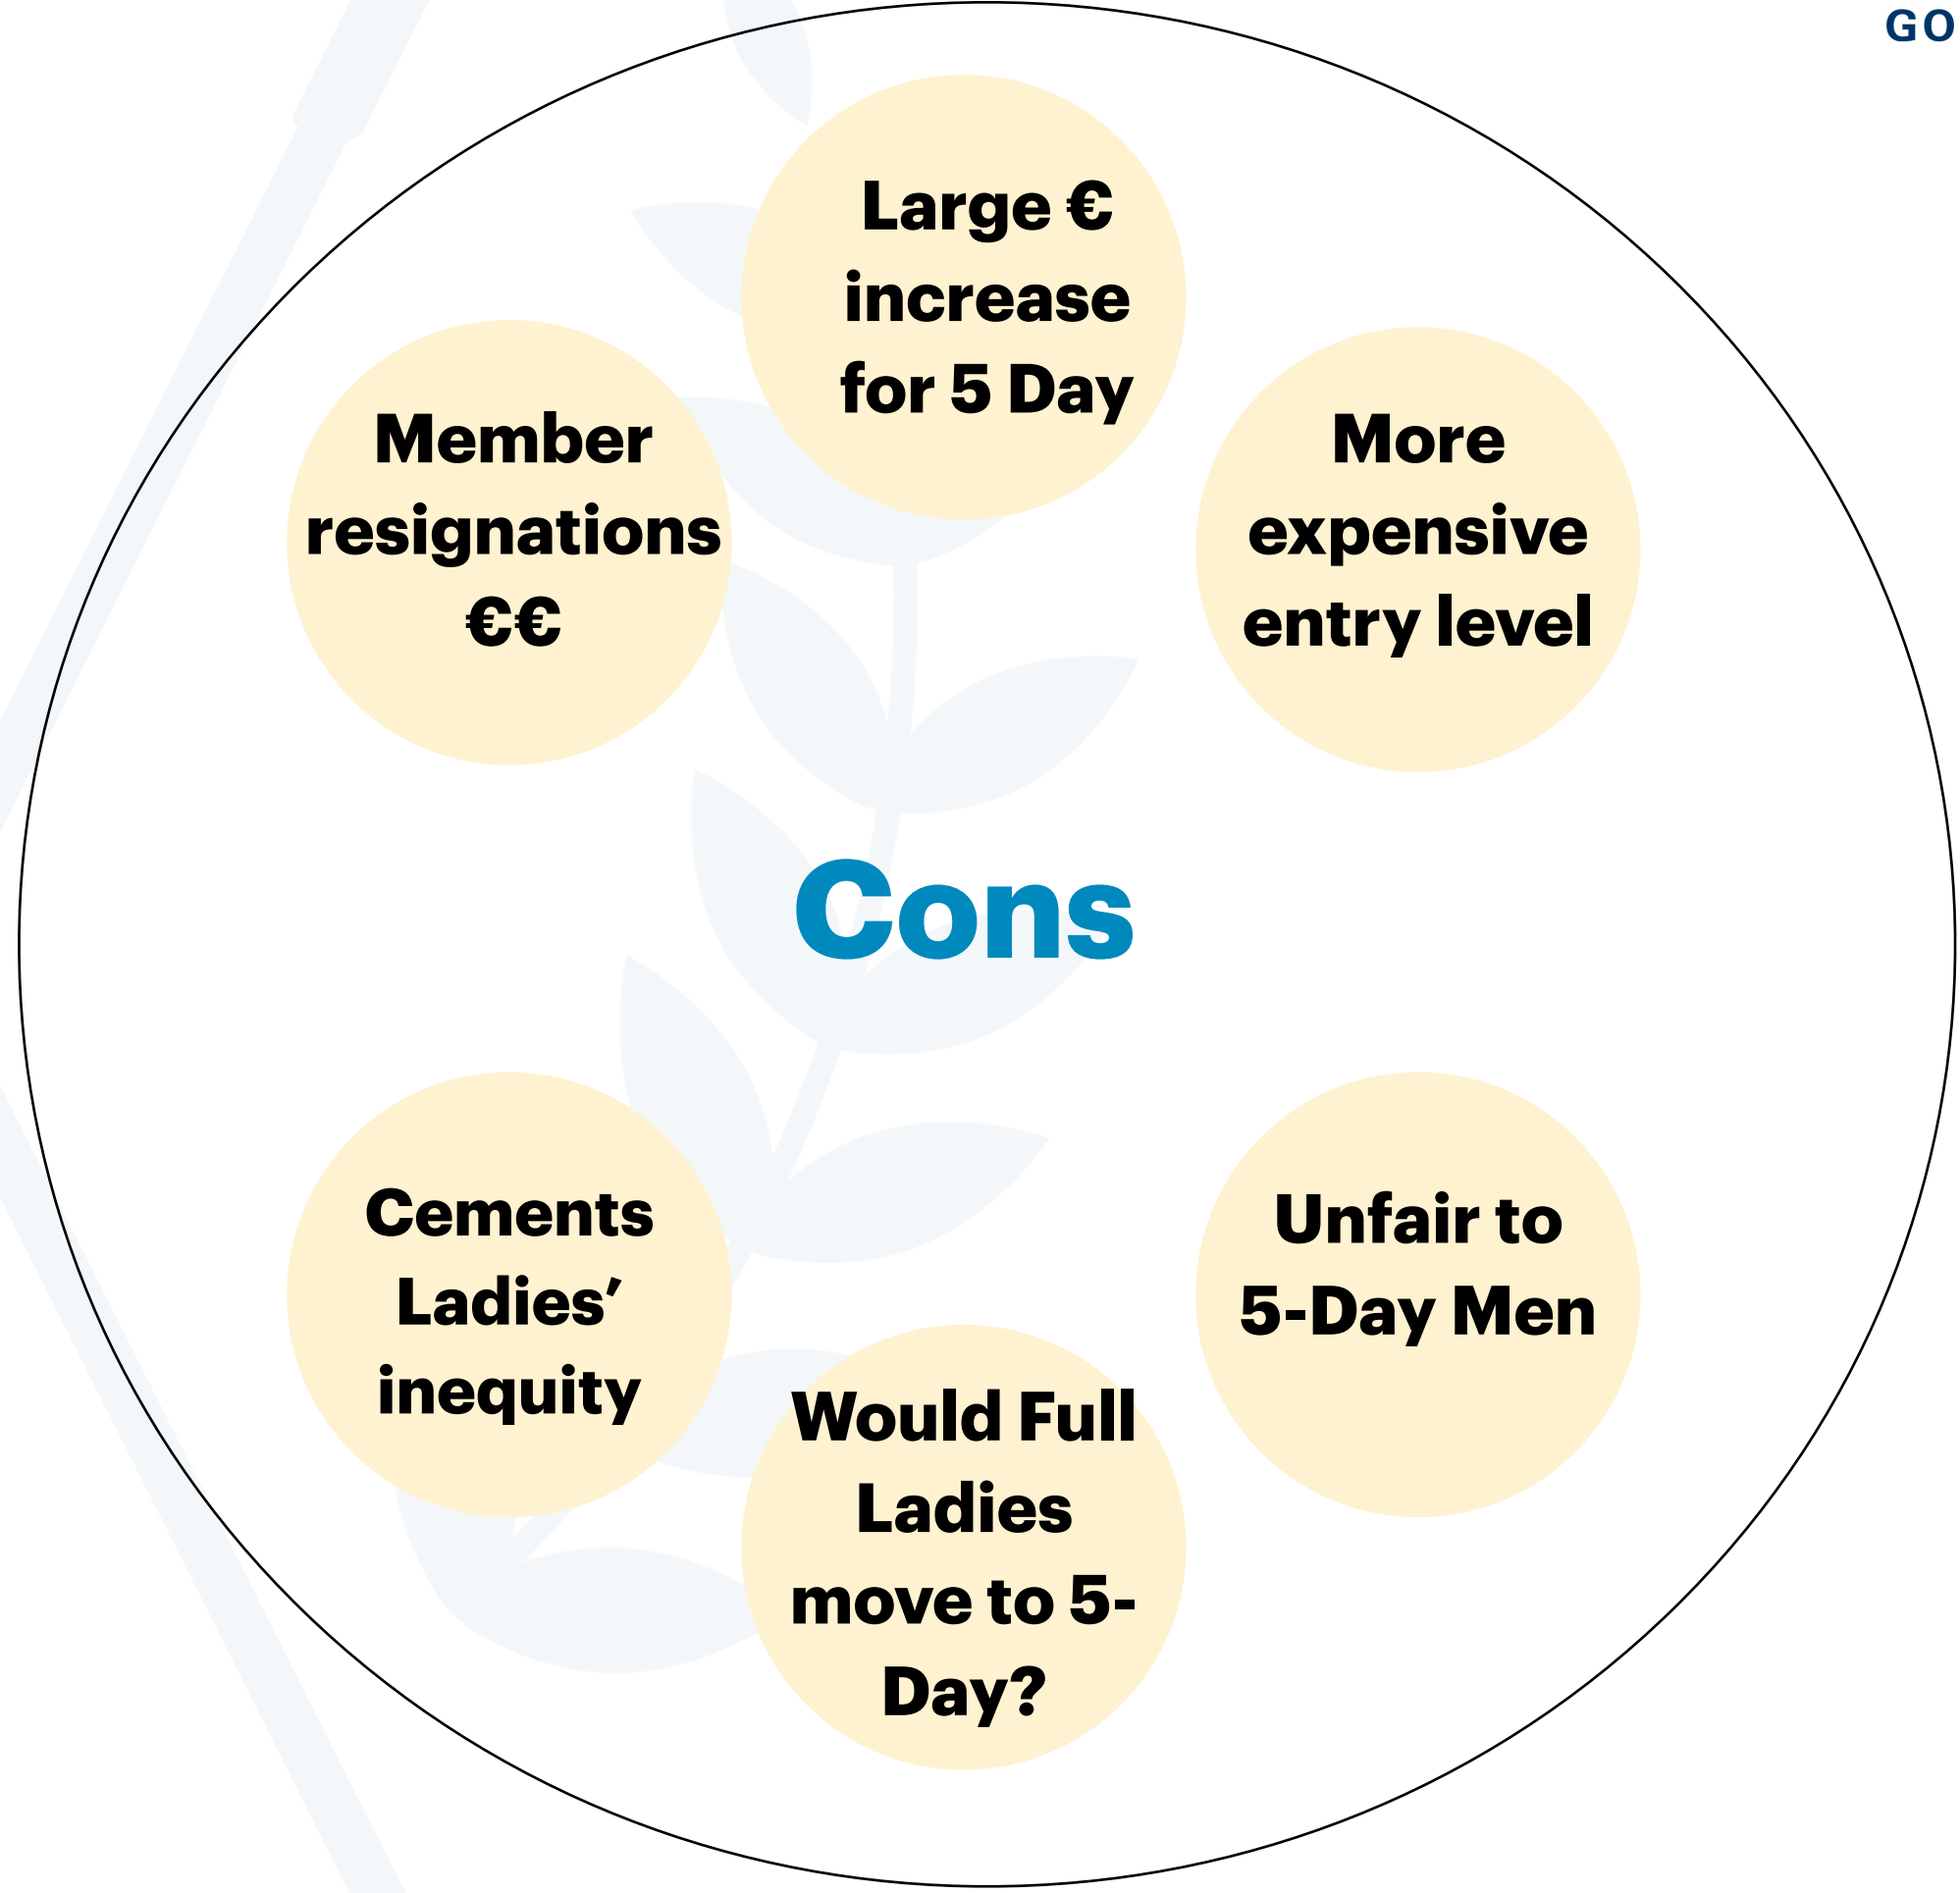 GO
Large €
increase
for 5 Day
Member
resignations
€€
More
expensive
entry level
Cons
Cements
Ladies’
inequity
Unfair to
5-Day Men
Would Full
Ladies
move to 5-
Day?